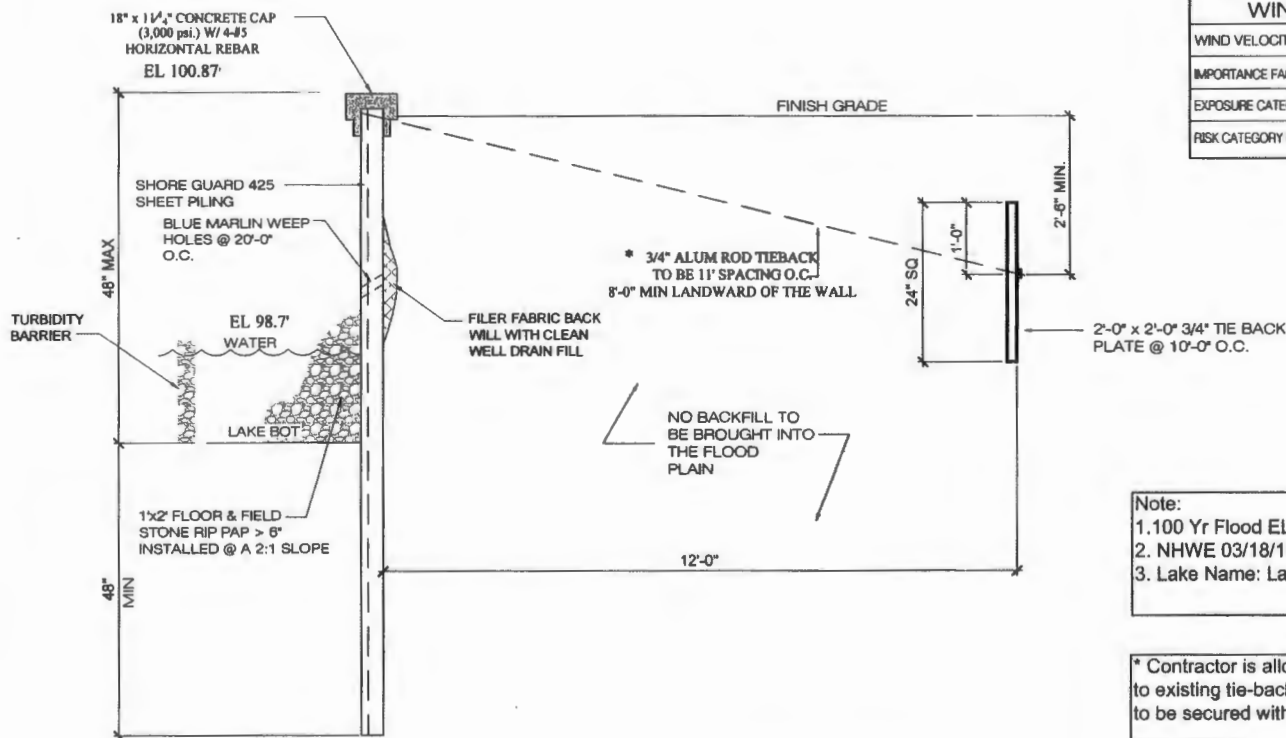 18" x 11¼" CONCRETE CAP
(3,000 psi.) W/ 4-#5
HORIZONTAL REBAR
EL 100.87'
FINISH GRADE
SHORE GUARD 425
SHEET PILING
BLUE MARLIN WEEP
HOLES @ 20'-0"
O.C.
48" MAX
TURBIDITY
BARRIER
EL 98.7'
WATER
LAKE BOT
FILER FABRIC BACK
WILL WITH CLEAN
WELL DRAIN FILL
* 3/4" ALUM ROD TIEBACK
TO BE 11' SPACING O.C.
8'-0" MIN LANDWARD OF THE WALL
24" SQ
1'-0"
2'-6" MIN.
2'-0" x 2'-0" 3/4" TIE BACK
PLATE @ 10'-0" O.C.
NO BACKFILL TO
BE BROUGHT INTO
THE FLOOD
PLAIN
1'x2' FLOOR & FIELD
STONE RIP PAP > 6"
INSTALLED @ A 2:1 SLOPE
48"
MIN
12'-0"
WIN
WIND VELOCIT
IMPORTANCE FA
EXPOSURE CATE
RISK CATEGORY
Note:
1.100 Yr Flood EL
2. NHWE 03/18/1
3. Lake Name: La
* Contractor is allo
to existing tie-bac
to be secured with